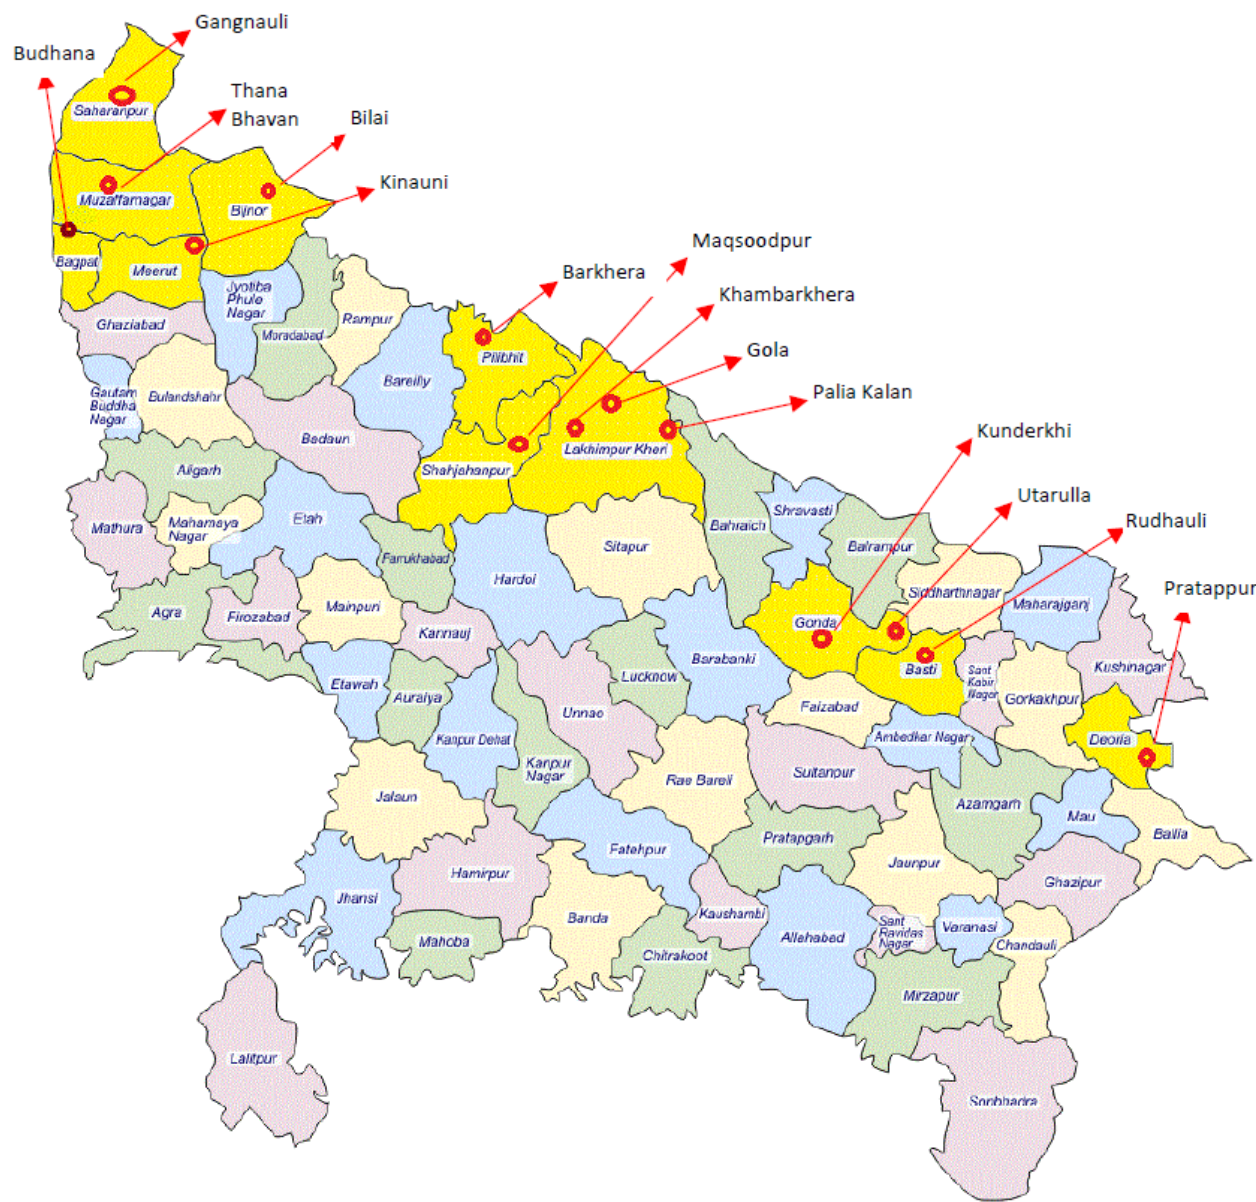 Gangnauli
Budhana
Thana
Bhavan
Bilai
Kinauni
Maqsoodpur
Barkhera
Khambarkhera
Gola
Palia Kalan
Kunderkhi
Utarulla
Rudhauli
Pratappur
Saharanpur
Muzaffarnagar
Bijnor
Bagpat
Meerut
Jyotiba
Phule
Nagar
Ghaziabad
Moradabad
Rampur
Bareilly
Pilibhit
Gautam
Buddha
Nagar
Bulandshahr
Badaun
Shahjahanpur
Lakhimpur Kheri
Aligarh
Mathura
Mahamaya
Nagar
Etah
Farrukhabad
Hardoi
Sitapur
Bahraich
Shravasti
Balrampur
Siddharthnagar
Maharajganj
Agra
Firozabad
Mainpuri
Kannauj
Gonda
Basti
Sant
Kabir
Nagar
Gorkakhpur
Kushinagar
Etawrah
Auraiya
Kanpur Dehat
Kanpur
Nagar
Unnao
Lucknow
Barabanki
Faizabad
Ambedkar Nagar
Deoria
Jalaun
Rae Bareli
Sultanpur
Azamgarh
Mau
Ballia
Hamirpur
Fatehpur
Pratapgarh
Jaunpur
Ghazipur
Jhansi
Mahoba
Banda
Chitrakoot
Kaushambi
Allahabad
Sant
Ravidas
Nagar
Varanasi
Chandauli
Mirzapur
Lalitpur
Sonbhadra